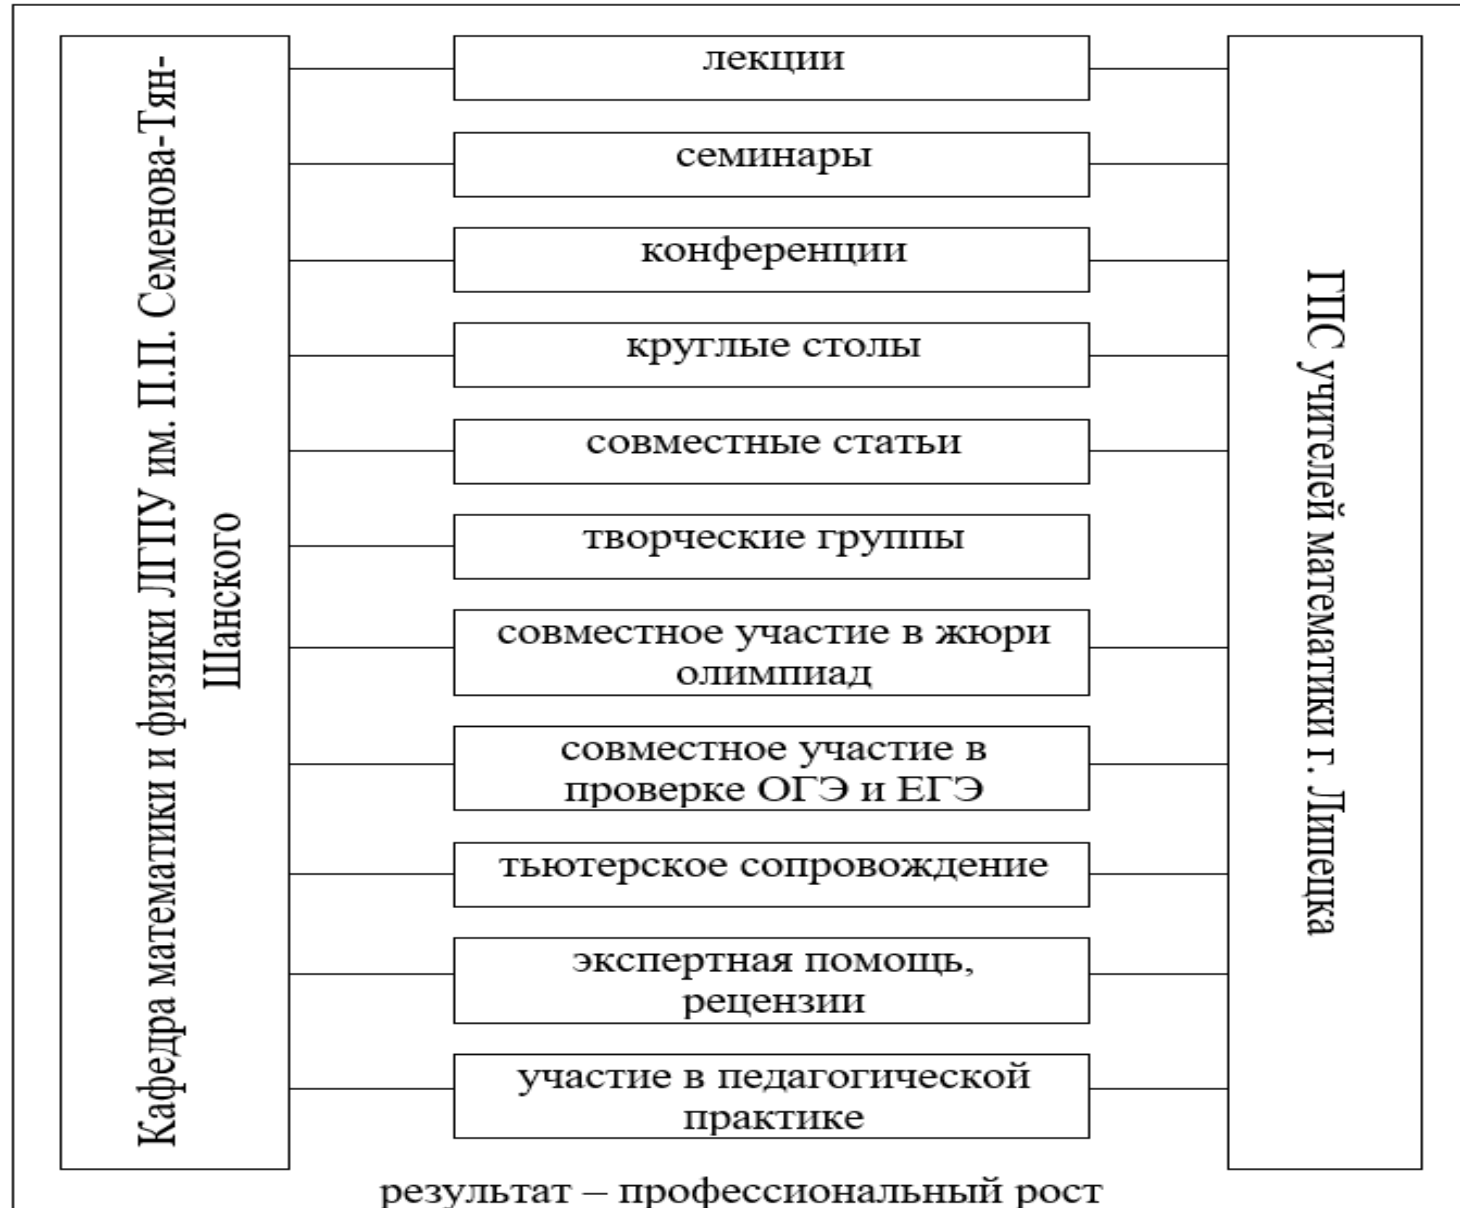 Кафедра математики и физики ЛГПУ им. П.П. Семенова-Тян-
Шанского
лекции
семинары
конференции
круглые столы
совместные статьи
творческие группы
совместное участие в жюри
олимпиад
совместное участие в
проверке ОГЭ и ЕГЭ
тьютерское сопровождение
экспертная помощь,
рецензии
участие в педагогической
практике
ГПС учителей математики г. Липецка
результат – профессиональный рост